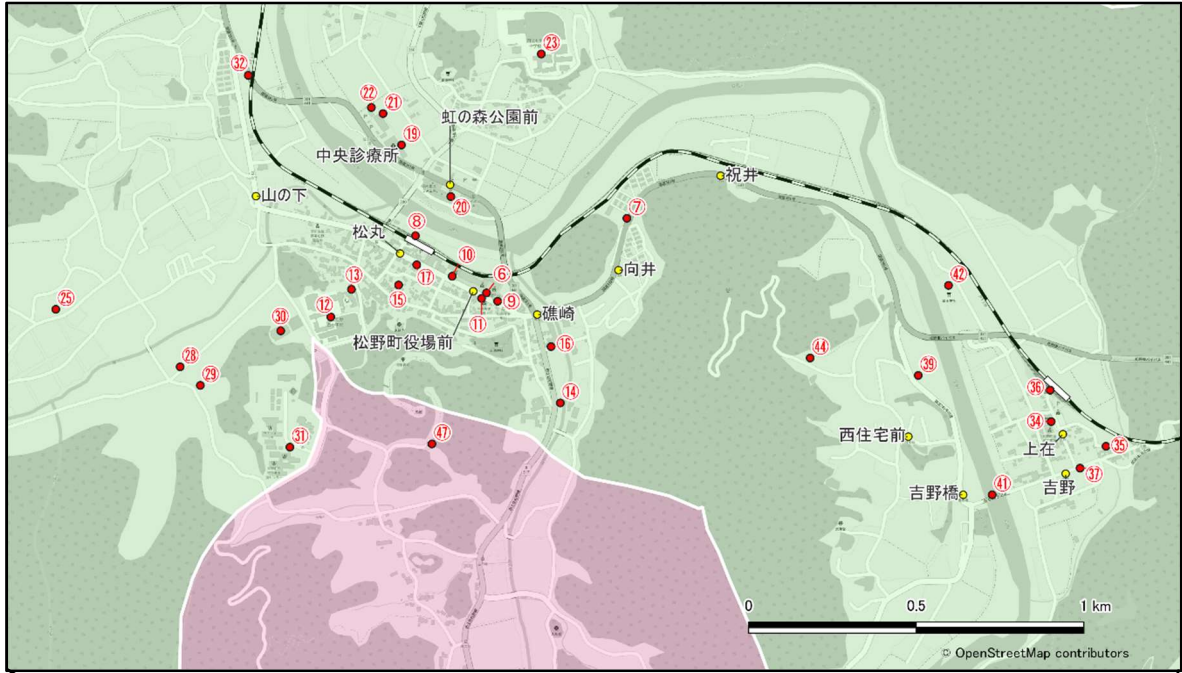 ㉓
㉜
㉒
㉑
虹の森公園前
⑲
中央診療所
祝井
山の下
⑳
⑦
⑧
松丸
⑩
向井
⑰
⑥
⑬
㊷
㉕
⑮
⑨
⑫
⑪
礁崎
㉚
松野町役場前
⑯
㊹
㉘
㊴
㉙
㊱
⑭
㉞
㊼
㉛
西住宅前
上在
㉟
㊲
吉野
吉野橋
㊶
0 0.5 1 km
© OpenStreetMap contributors